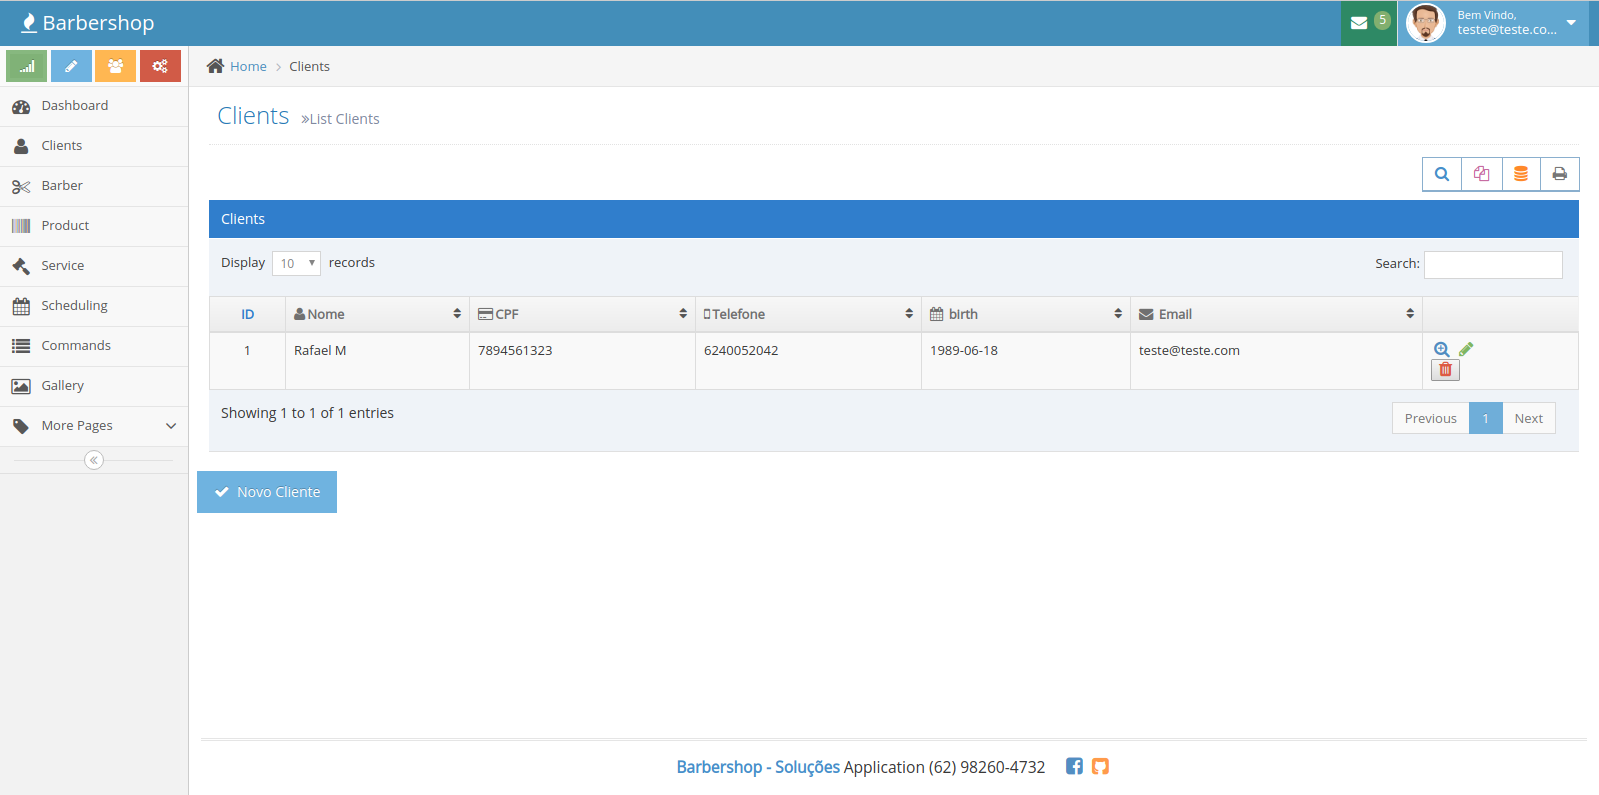 Barbershop
5
Bem Vindo,
teste@teste.co...
Home > Clients
Dashboard
Clients
Barber
Product
Service
Scheduling
Commands
Gallery
More Pages
Clients »List Clients
Clients
Display 10 records
Search:
ID Nome CPF Telefone birth Email
1 Rafael M 7894561323 6240052042 1989-06-18 teste@teste.com
Showing 1 to 1 of 1 entries
Previous 1 Next
Novo Cliente
Barbershop - Soluções Application (62) 98260-4732